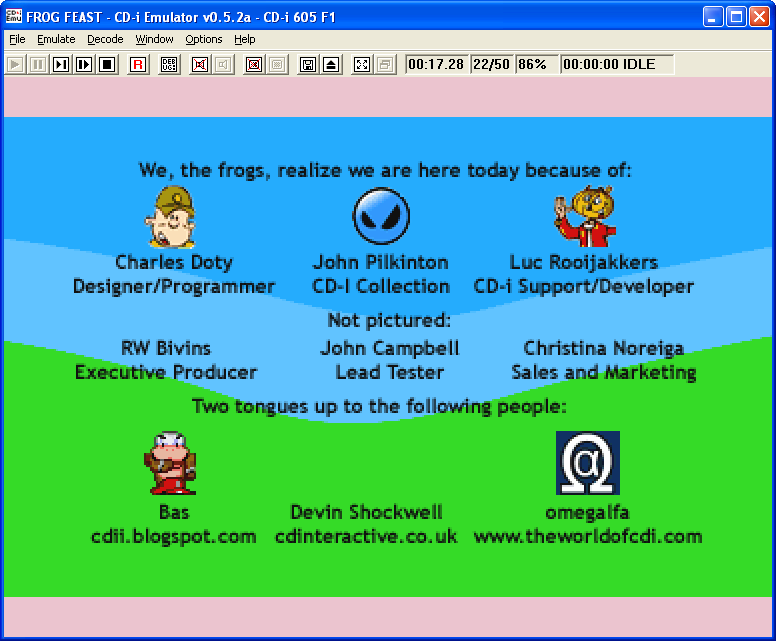 FROG FEAST - CD-i Emulator v0.5.2a - CD-i 605 F1
File Emulate Decode Window Options Help
R DEB UG! 00:17.28 22/50 86% 00:00:00 IDLE
We, the frogs, realize we are here today because of:
Charles Doty John Pilkinton Luc Rooijakkers
Designer/Programmer CD-I Collection CD-i Support/Developer
Not pictured:
RW Bivins John Campbell Christina Noreiga
Executive Producer Lead Tester Sales and Marketing
Two tongues up to the following people:
Bas Devin Shockwell omegalfa
cdii.blogspot.com cdinteractive.co.uk www.theworldofcdi.com